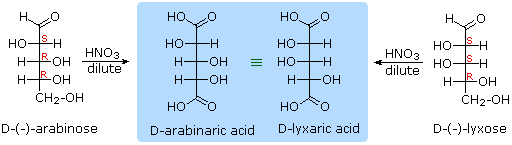 H O
HO S H
H R OH
H R OH
CH₂-OH
D-(-)-arabinose
HNO₃
dilute
HO O
HO H
H OH
H OH
HO O
D-arabinaric acid
≡
HO O
HO H
HO H
H OH
HO O
D-lyxaric acid
HNO₃
dilute
H O
HO S H
HO S H
H R OH
CH₂-OH
D-(-)-lyxose